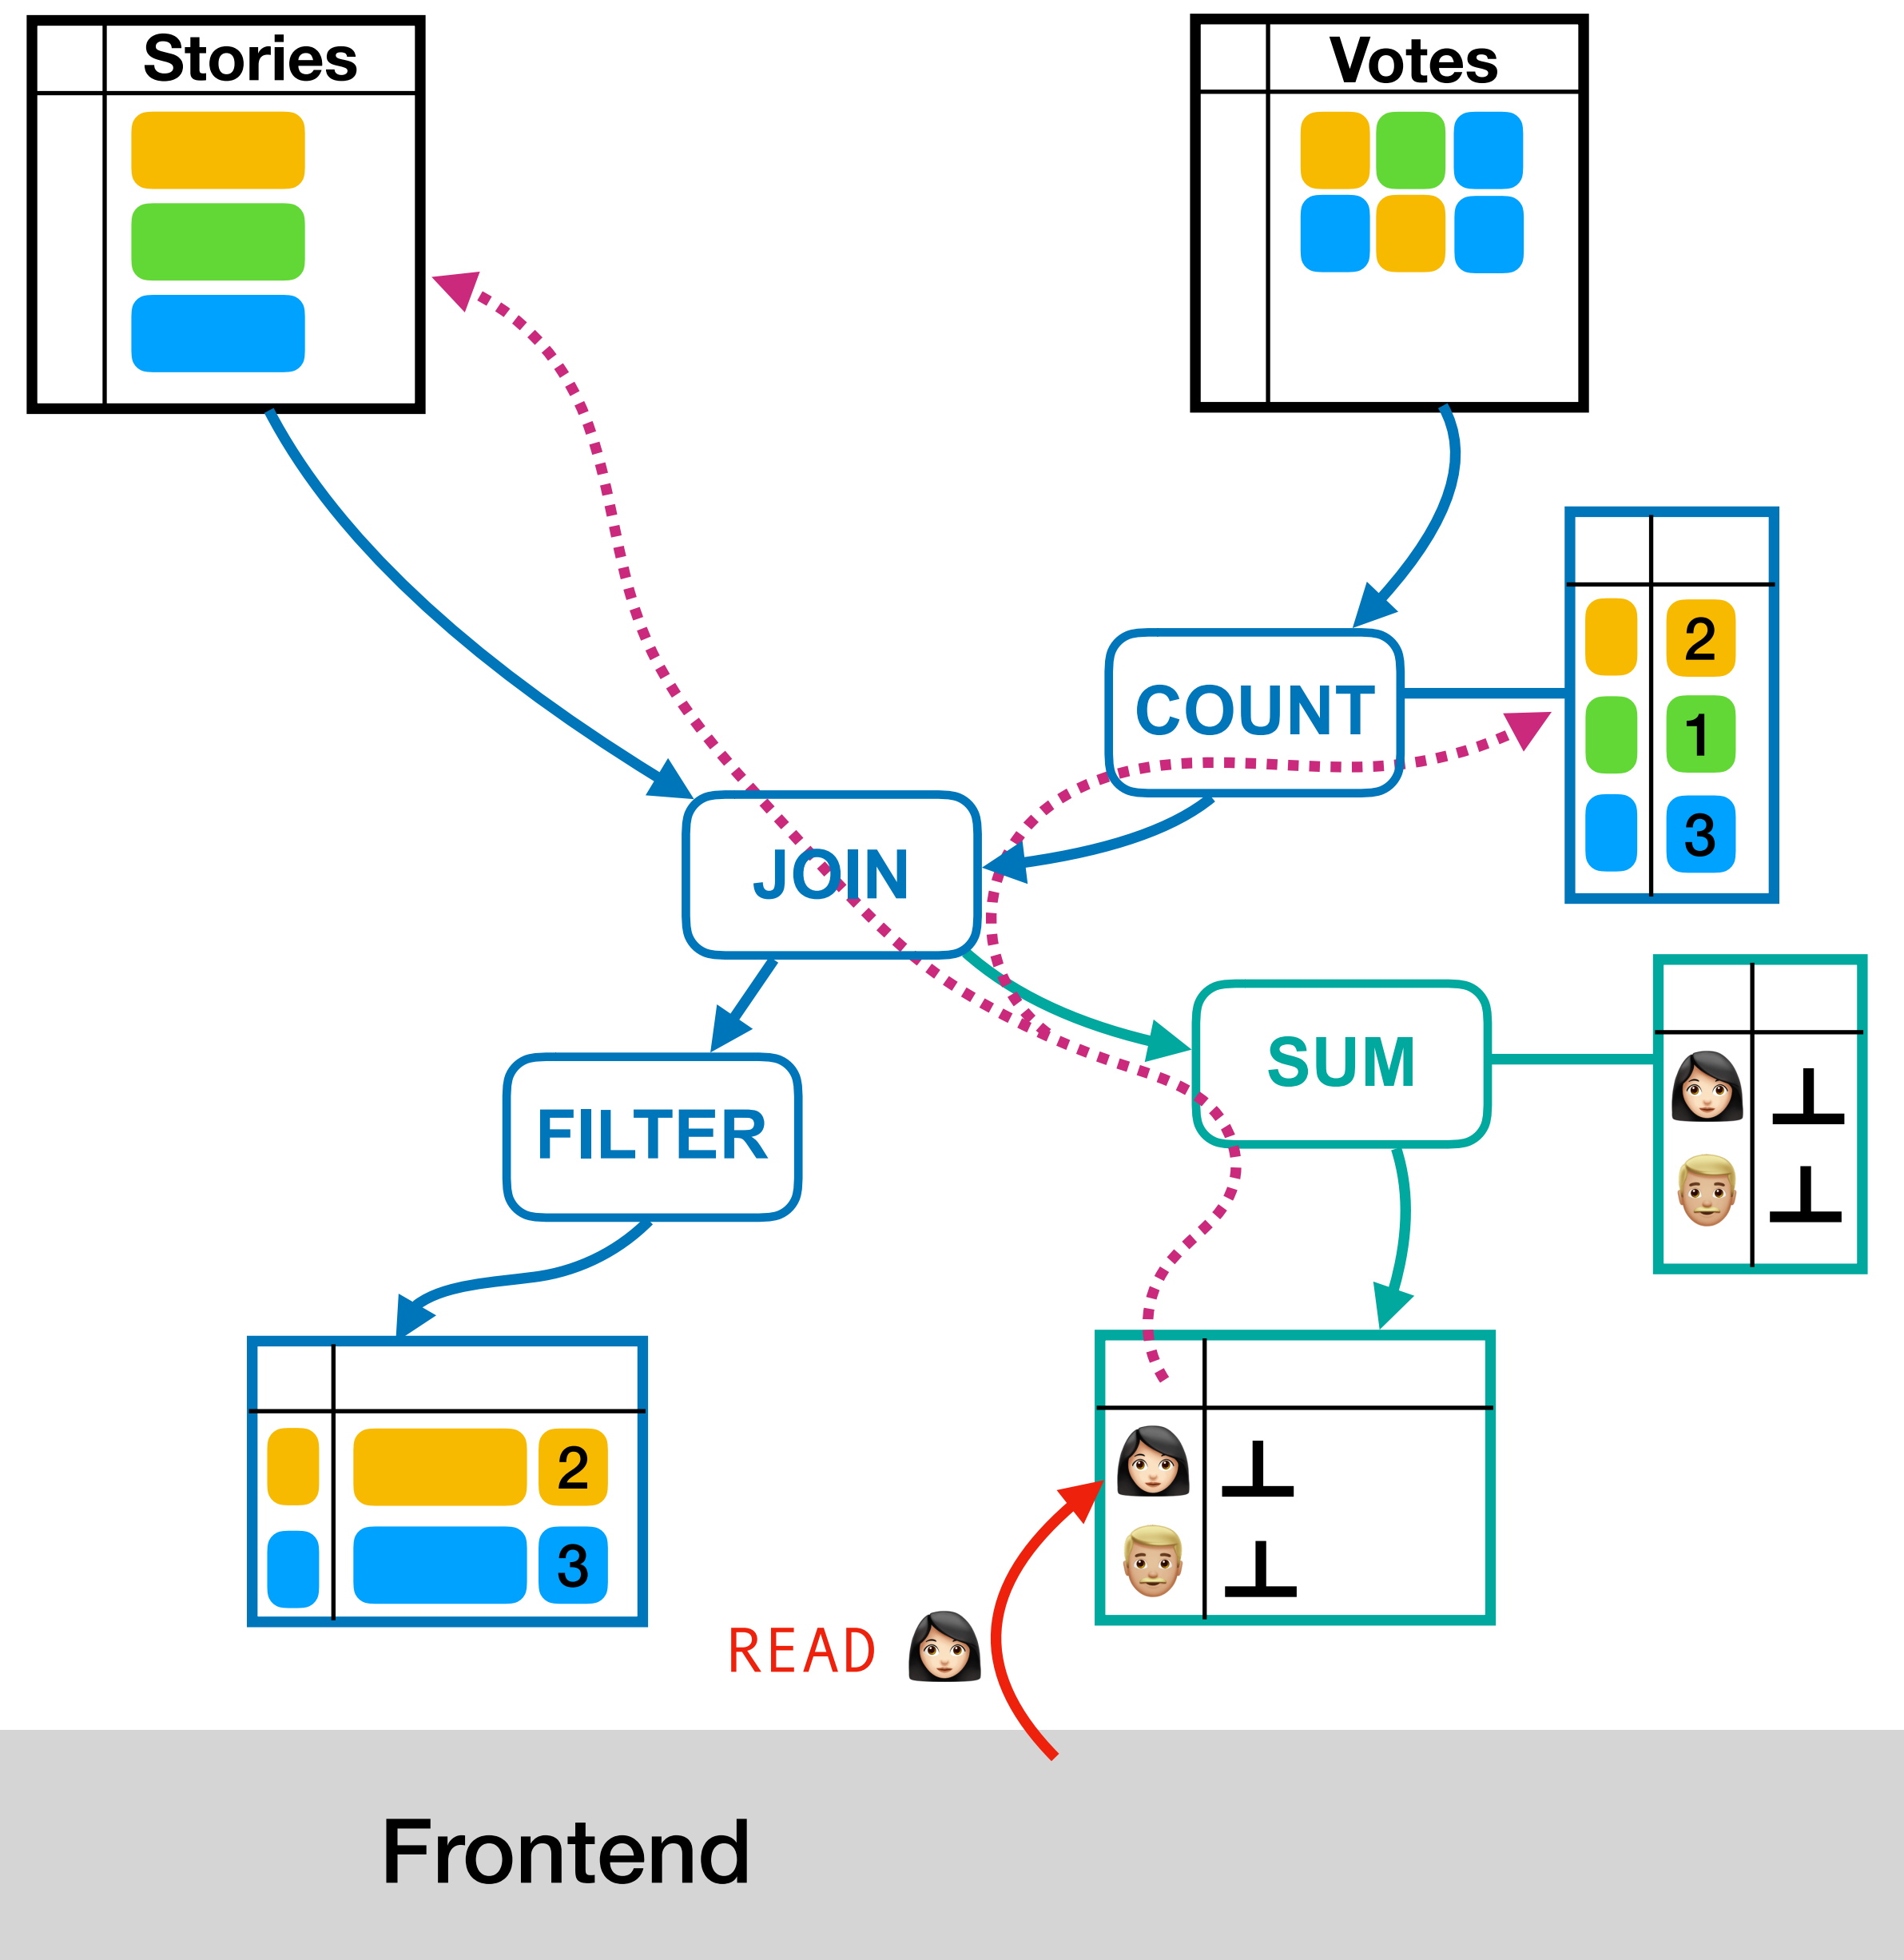 Stories
Votes
2
1
3
COUNT
JOIN
SUM
⊥
⊥
FILTER
2
3
⊥
⊥
READ
Frontend